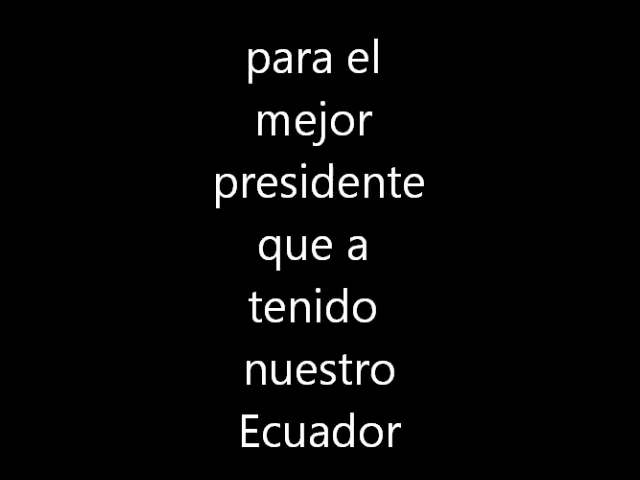 para el
mejor
presidente
que a
tenido
nuestro
Ecuador